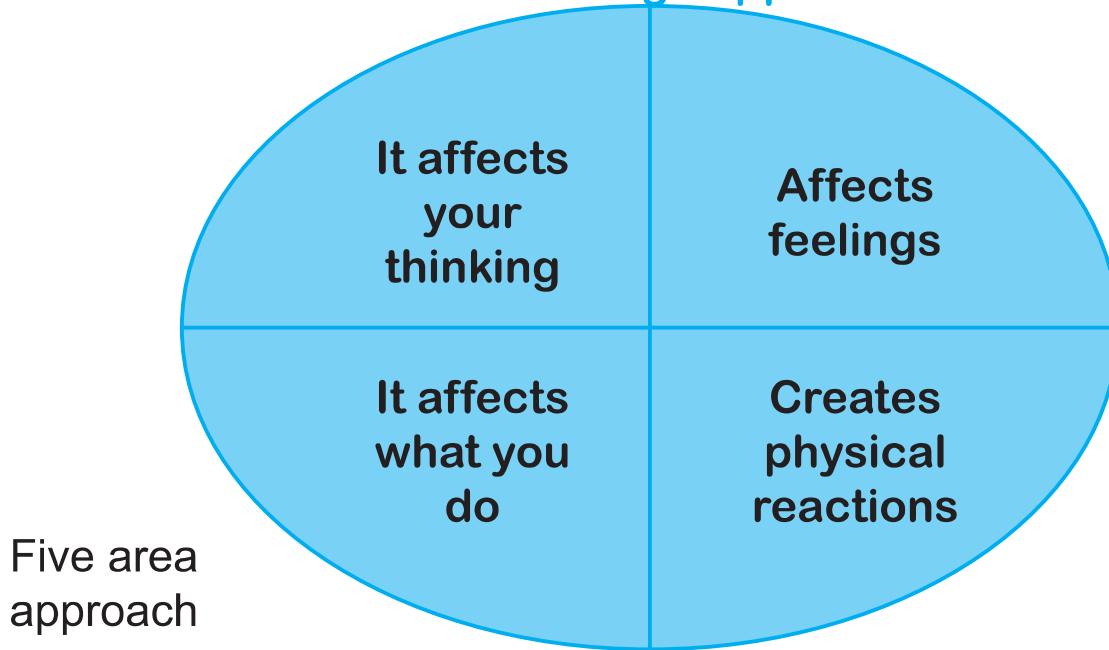 It affects
your
thinking
Affects
feelings
It affects
what you
do
Creates
physical
reactions
Five area
approach